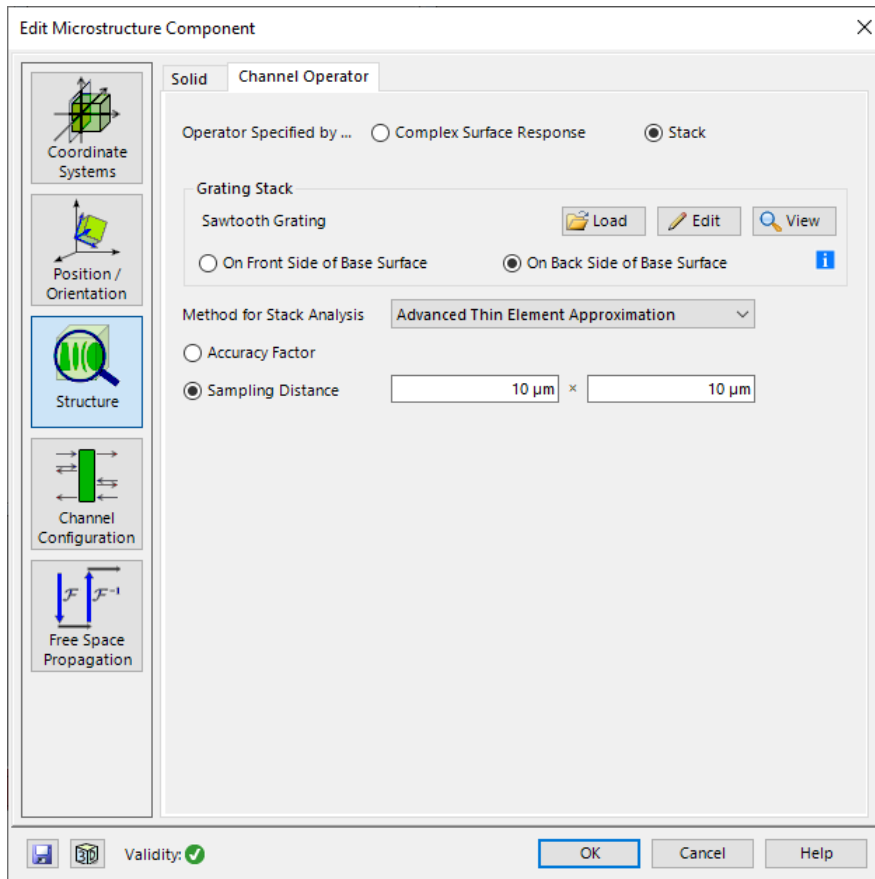 Edit Microstructure Component
Solid
Channel Operator
Coordinate
Systems
Position /
Orientation
Structure
Channel
Configuration
ℱ ℱ⁻¹
Free Space
Propagation
Operator Specified by ... Complex Surface Response Stack
Grating Stack
Sawtooth Grating Load Edit View
On Front Side of Base Surface On Back Side of Base Surface i
Method for Stack Analysis Advanced Thin Element Approximation
Accuracy Factor
Sampling Distance 10 µm × 10 µm
3D Validity: OK Cancel Help